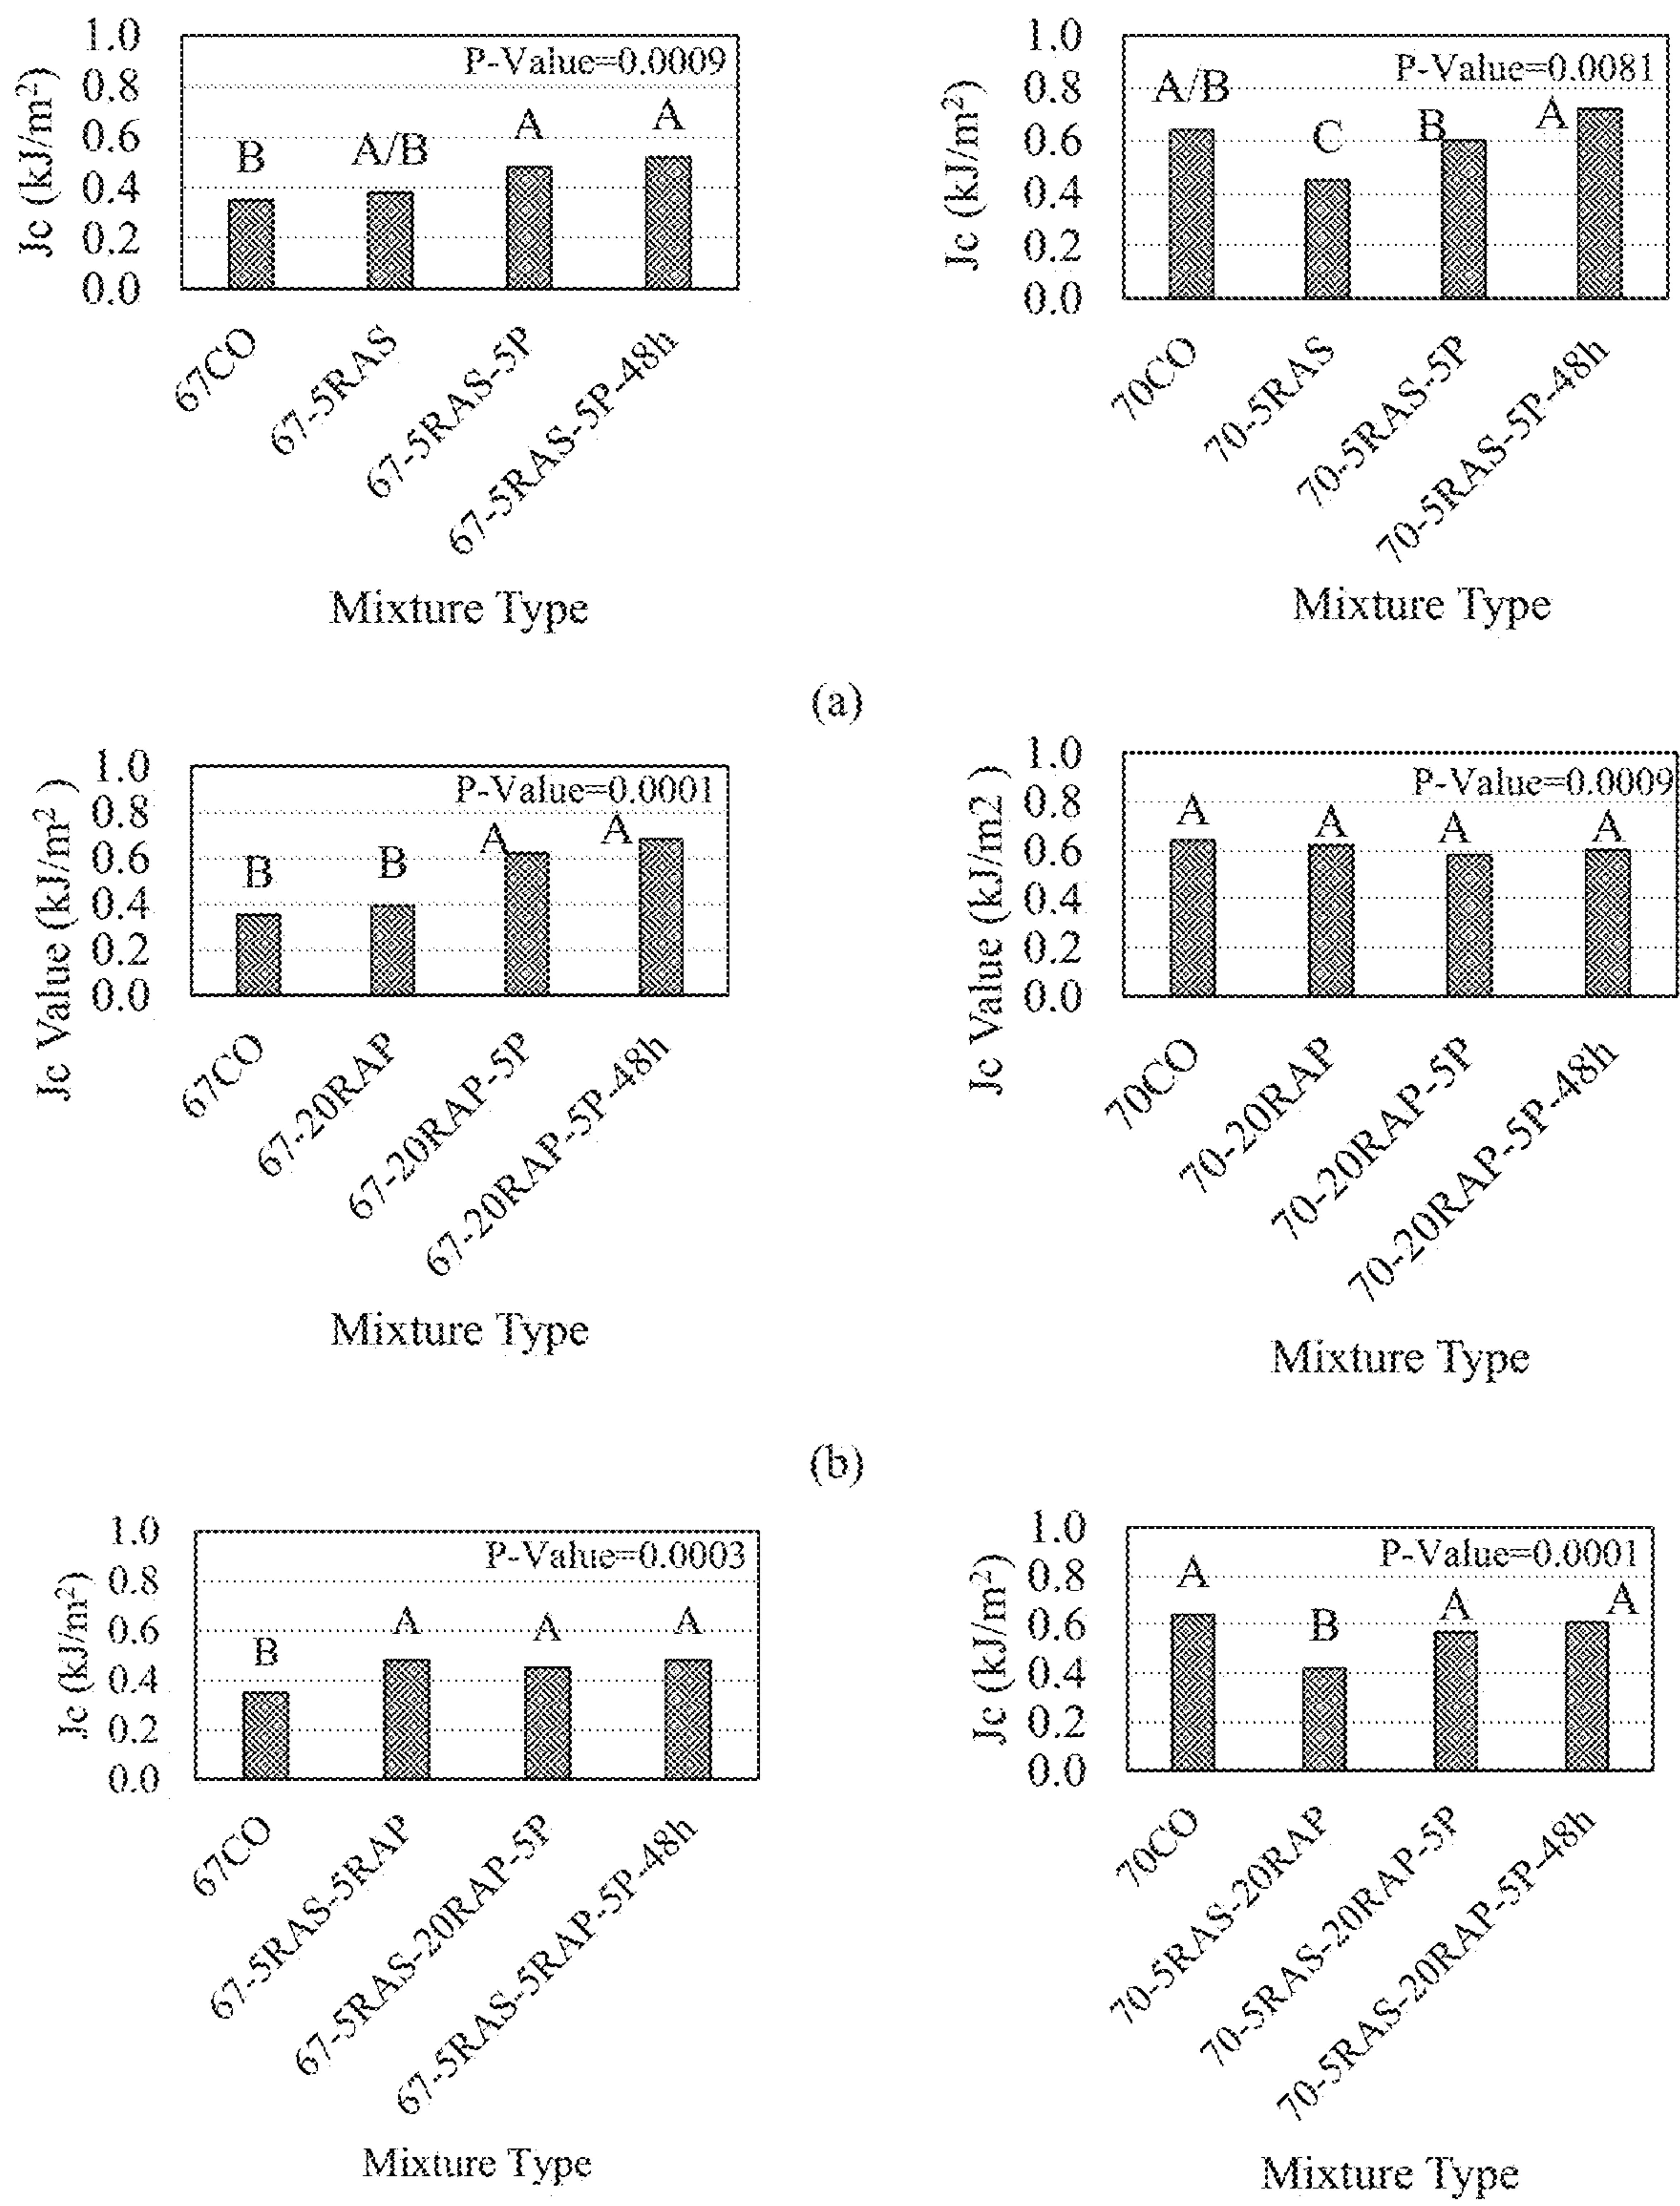 Jc (kJ/m²)
1.0
0.8
0.6
0.4
0.2
0.0
P-Value=0.0009
B
A/B
A
A
67CO
67-5RAS
67-5RAS-5P
67-5RAS-5P-48h
Mixture Type
Jc (kJ/m²)
1.0
0.8
0.6
0.4
0.2
0.0
P-Value=0.0081
A/B
C
B
A
70CO
70-5RAS
70-5RAS-5P
70-5RAS-5P-48h
Mixture Type
(a)
Jc Value (kJ/m² )
1.0
0.8
0.6
0.4
0.2
0.0
P-Value=0.0001
B
B
A
A
67CO
67-20RAP
67-20RAP-5P
67-20RAP-5P-48h
Mixture Type
Jc Value (kJ/m2 )
1.0
0.8
0.6
0.4
0.2
0.0
P-Value=0.0009
A
A
A
A
70CO
70-20RAP
70-20RAP-5P
70-20RAP-5P-48h
Mixture Type
(b)
Jc (kJ/m²)
1.0
0.8
0.6
0.4
0.2
0.0
P-Value=0.0003
B
A
A
A
67CO
67-5RAS-5RAP
67-5RAS-20RAP-5P
67-5RAS-5RAP-5P-48h
Mixture Type
Jc (kJ/m²)
1.0
0.8
0.6
0.4
0.2
0.0
P-Value=0.0001
A
B
A
A
70CO
70-5RAS-20RAP
70-5RAS-20RAP-5P
70-5RAS-20RAP-5P-48h
Mixture Type